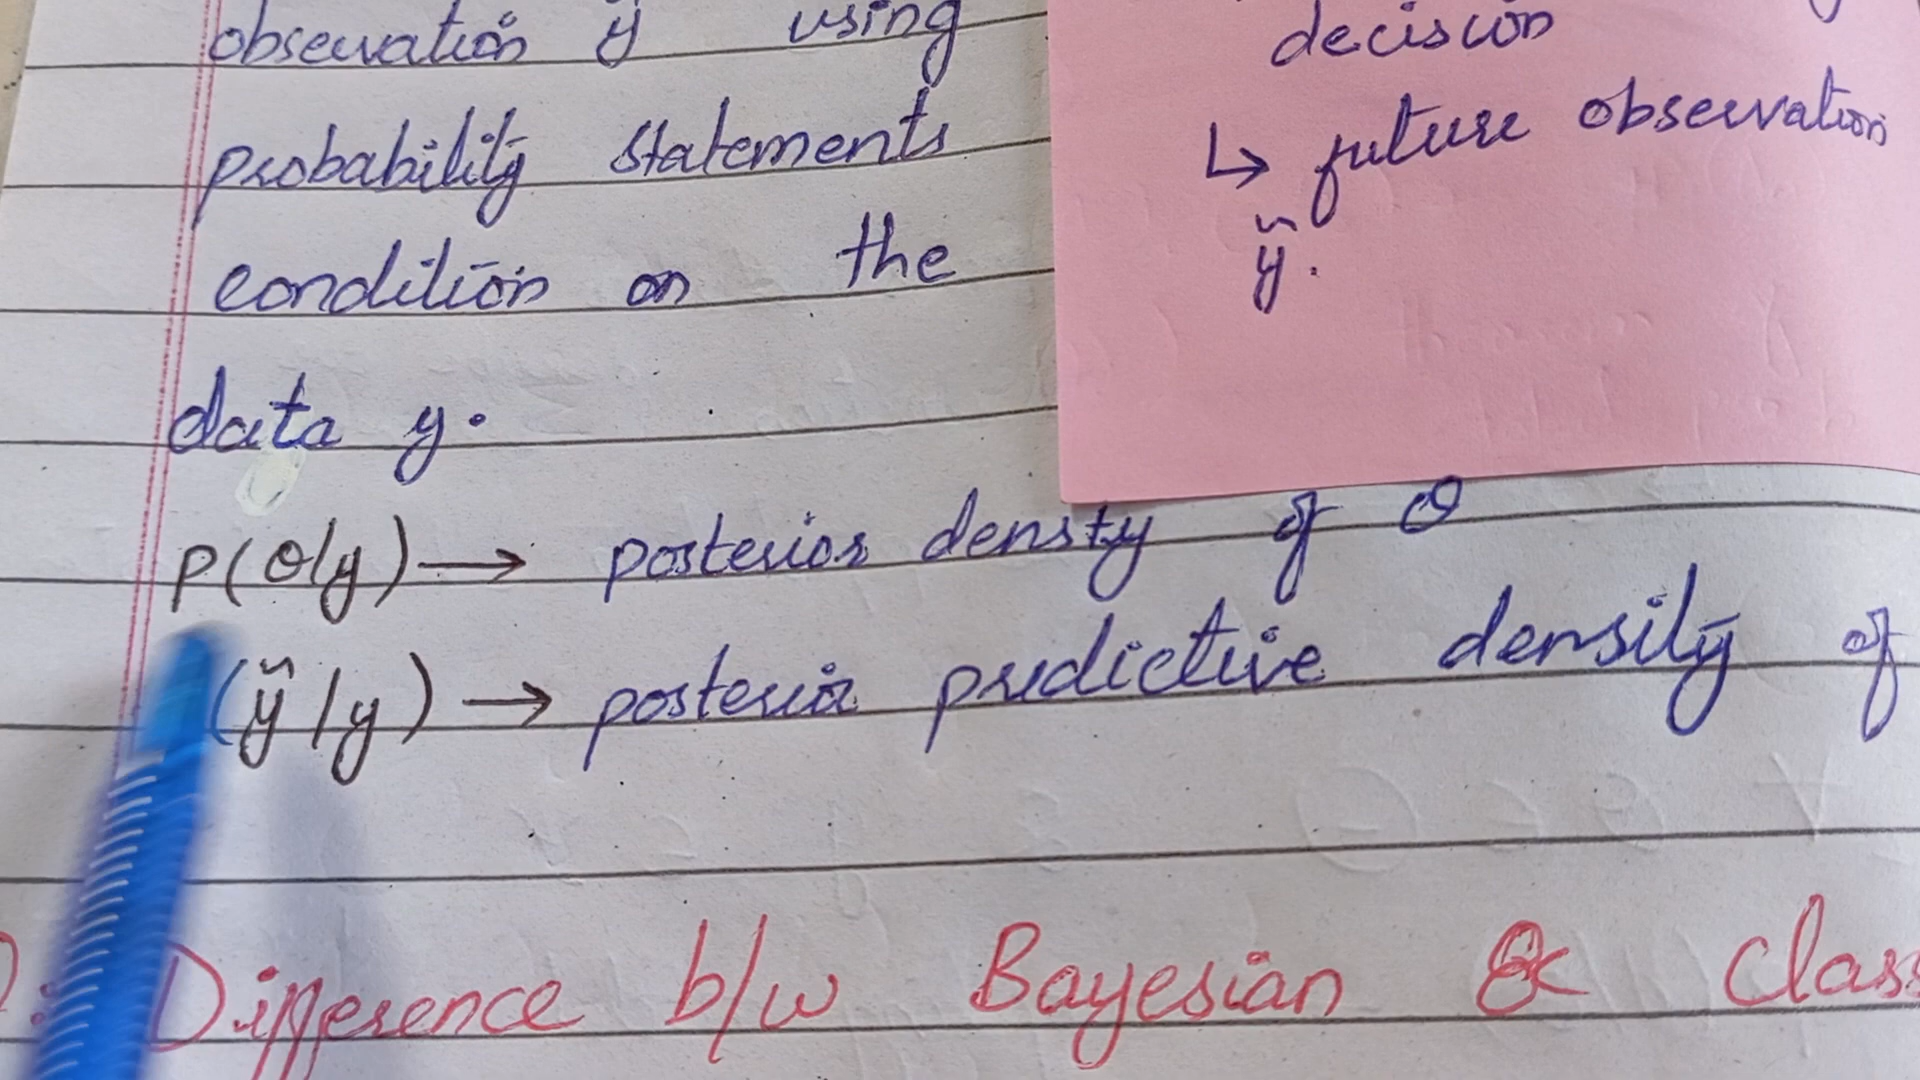 observation ỹ using
probability statements
condition on the
data y.
p(θ/y) → posterior density of θ
(ỹ/y) → posterior predictive density of
Difference b/w Bayesian & Class
decision
↳ future observation
ỹ.